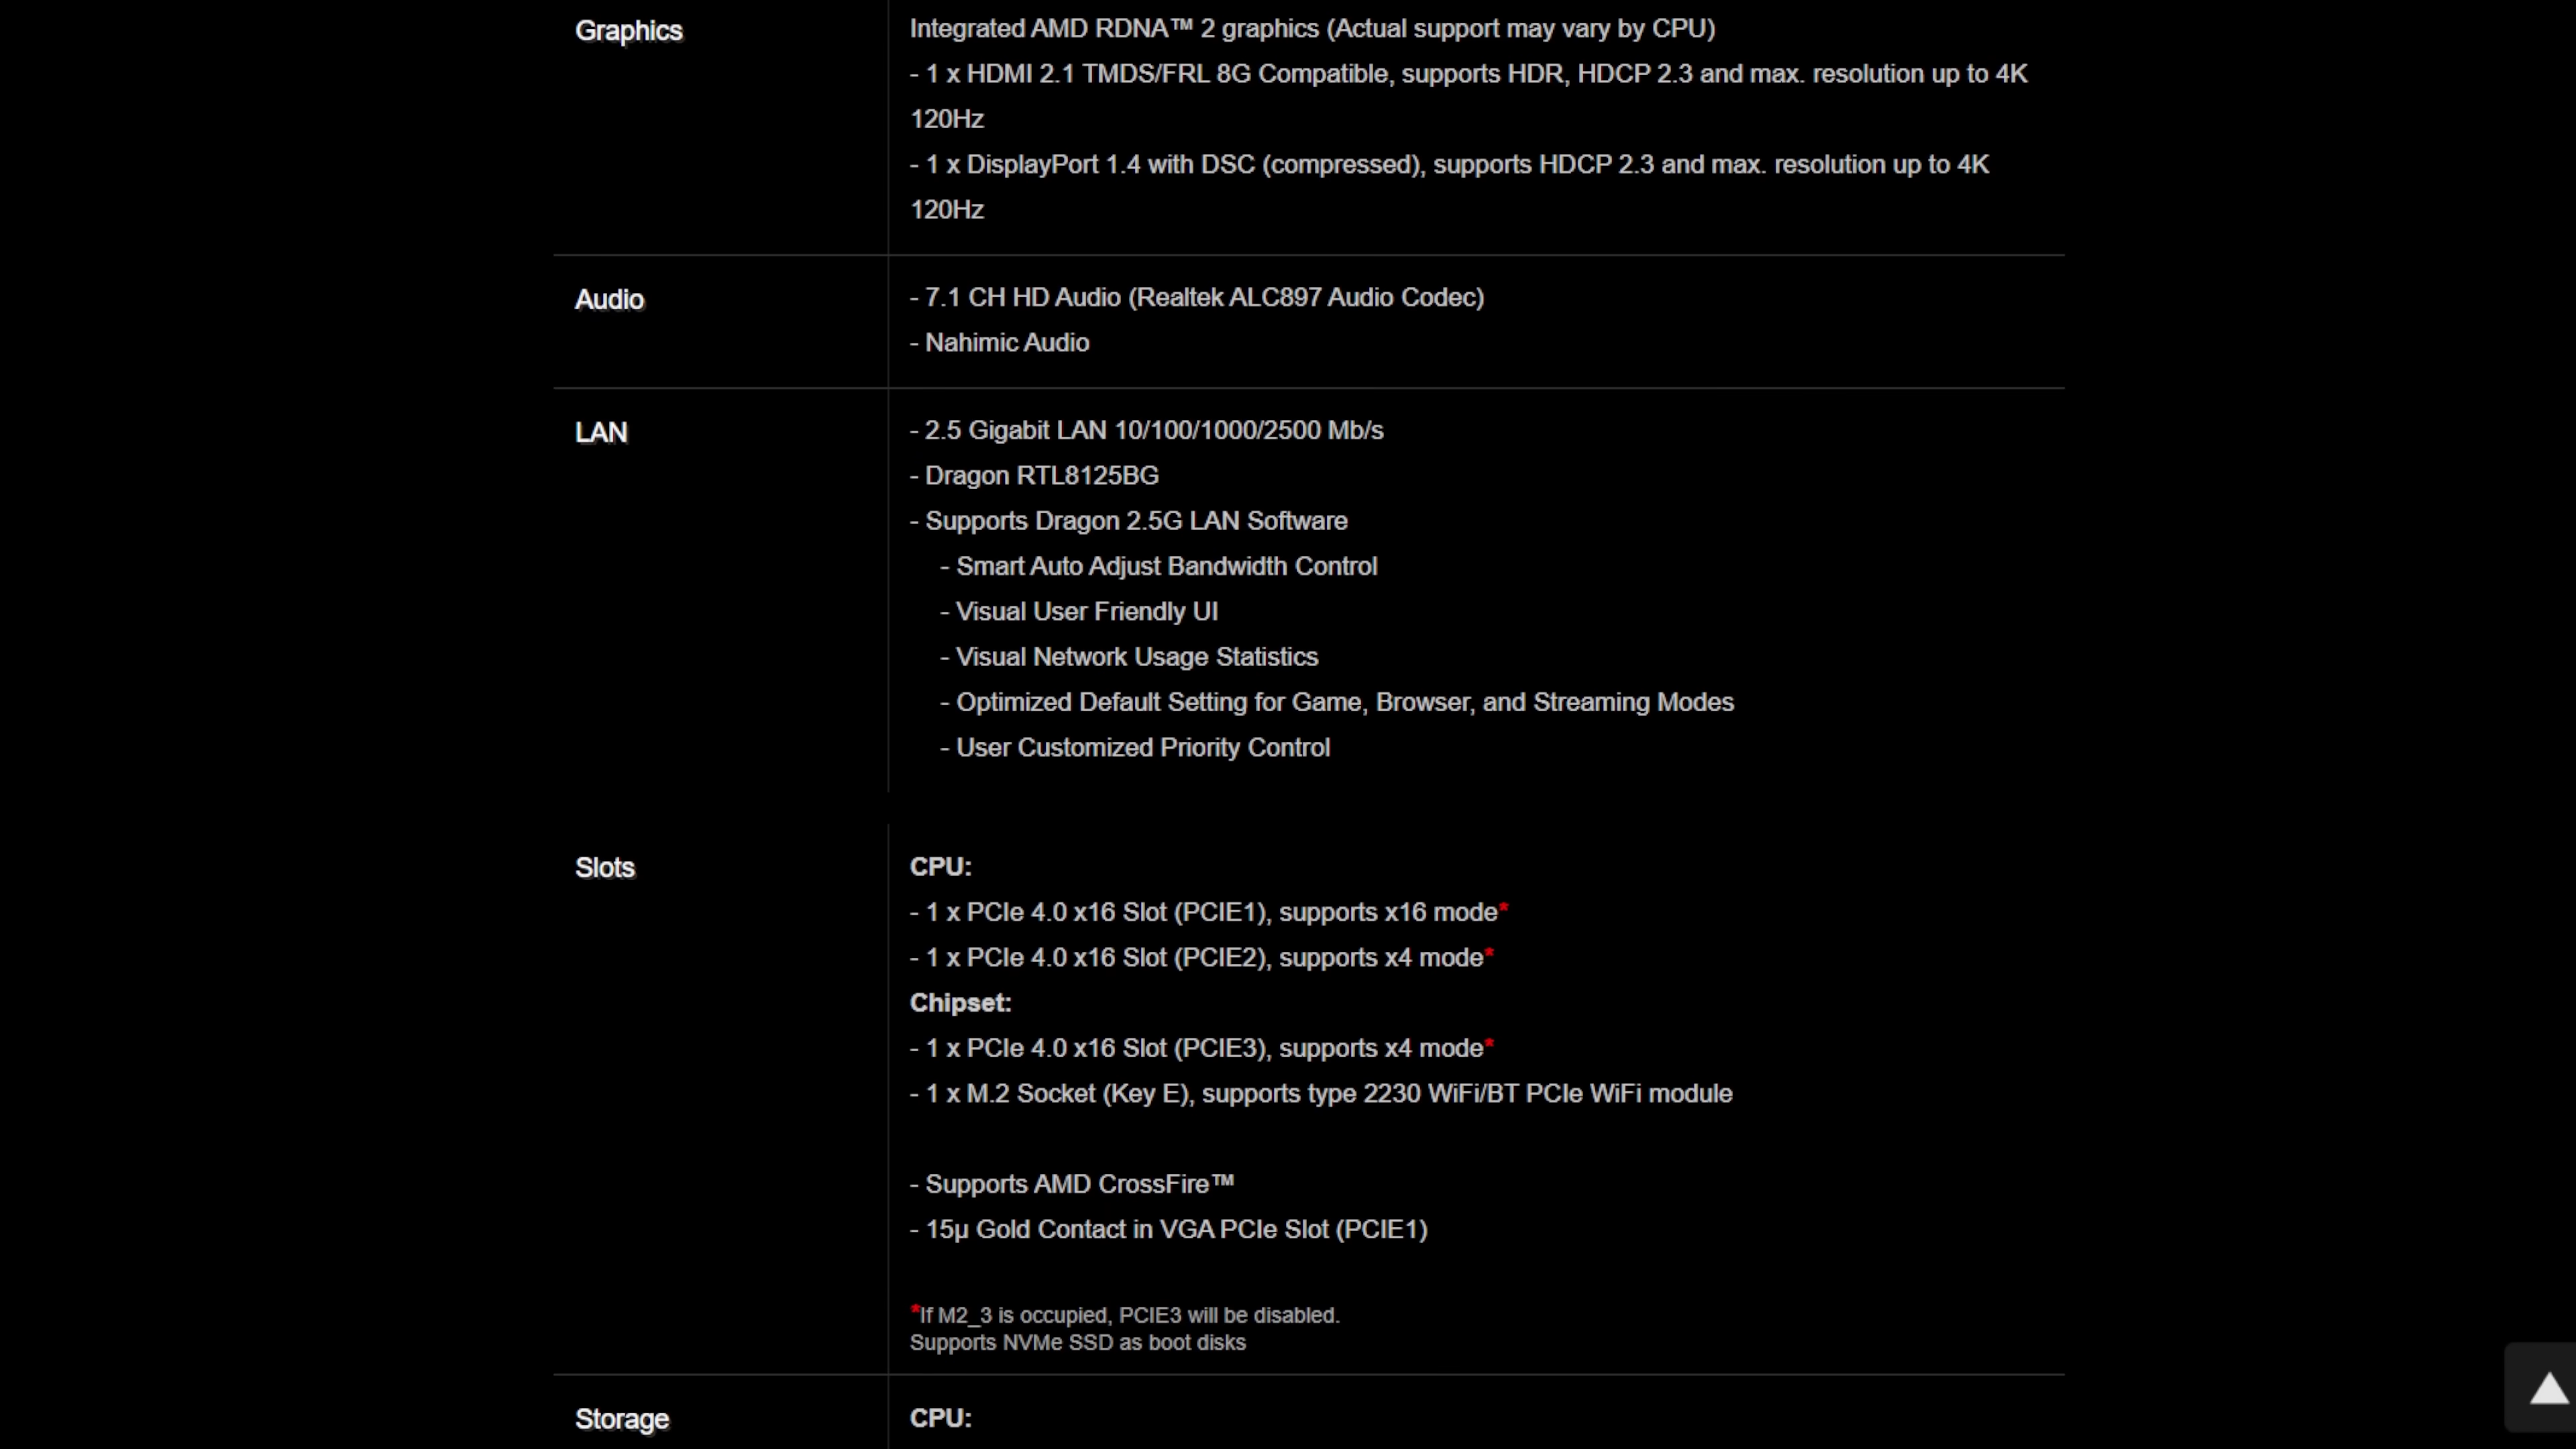 Graphics
Integrated AMD RDNA™ 2 graphics (Actual support may vary by CPU)
- 1 x HDMI 2.1 TMDS/FRL 8G Compatible, supports HDR, HDCP 2.3 and max. resolution up to 4K
120Hz
- 1 x DisplayPort 1.4 with DSC (compressed), supports HDCP 2.3 and max. resolution up to 4K
120Hz
Audio
- 7.1 CH HD Audio (Realtek ALC897 Audio Codec)
- Nahimic Audio
LAN
- 2.5 Gigabit LAN 10/100/1000/2500 Mb/s
- Dragon RTL8125BG
- Supports Dragon 2.5G LAN Software
- Smart Auto Adjust Bandwidth Control
- Visual User Friendly UI
- Visual Network Usage Statistics
- Optimized Default Setting for Game, Browser, and Streaming Modes
- User Customized Priority Control
Slots
CPU:
- 1 x PCIe 4.0 x16 Slot (PCIE1), supports x16 mode*
- 1 x PCIe 4.0 x16 Slot (PCIE2), supports x4 mode*
Chipset:
- 1 x PCIe 4.0 x16 Slot (PCIE3), supports x4 mode*
- 1 x M.2 Socket (Key E), supports type 2230 WiFi/BT PCIe WiFi module
- Supports AMD CrossFire™
- 15μ Gold Contact in VGA PCIe Slot (PCIE1)
*If M2_3 is occupied, PCIE3 will be disabled.
Supports NVMe SSD as boot disks
Storage
CPU: